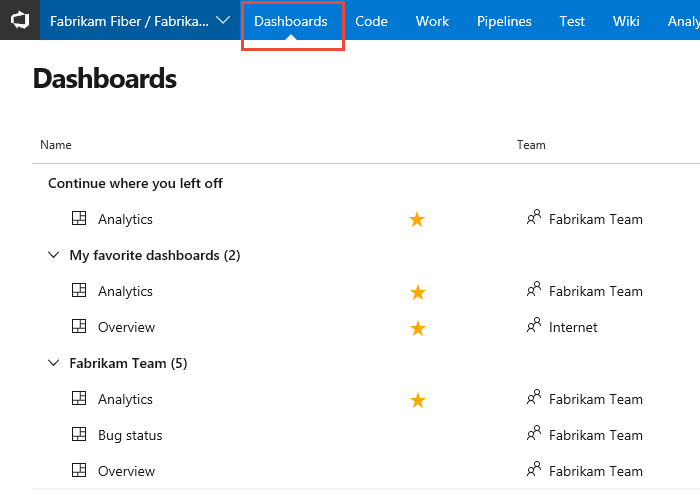 Fabrikam Fiber / Fabrika... Dashboards Code Work Pipelines Test Wiki Analy
Dashboards
Name Team
Continue where you left off
Analytics Fabrikam Team
My favorite dashboards (2)
Analytics Fabrikam Team
Overview Internet
Fabrikam Team (5)
Analytics Fabrikam Team
Bug status Fabrikam Team
Overview Fabrikam Team